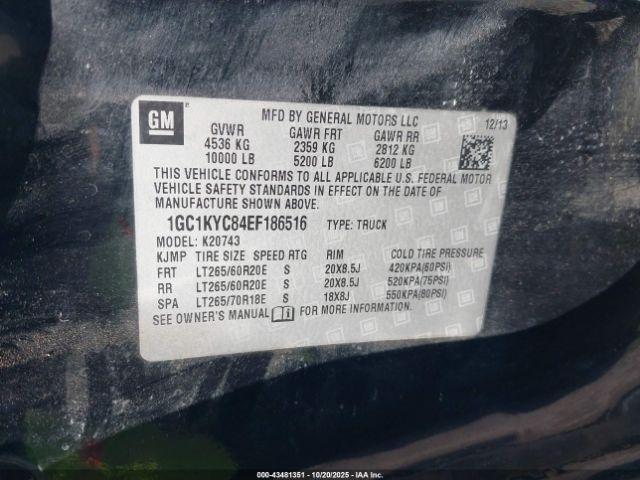 GM
MFD BY GENERAL MOTORS LLC
12/13
GVWR GAWR FRT GAWR RR
4536 KG 2359 KG 2812 KG
10000 LB 5200 LB 6200 LB
THIS VEHICLE CONFORMS TO ALL APPLICABLE U.S. FEDERAL MOTOR
VEHICLE SAFETY STANDARDS IN EFFECT ON THE DATE OF
MANUFACTURE SHOWN ABOVE.
1GC1KYC84EF186516 TYPE: TRUCK
MODEL: K20743
KJMP TIRE SIZE SPEED RTG RIM COLD TIRE PRESSURE
FRT LT265/60R20E S 20X8.5J 420KPA(60PSI)
RR LT265/60R20E S 20X8.5J 520KPA(75PSI)
SPA LT265/70R18E S 18X8J 550KPA(80PSI)
SEE OWNER'S MANUAL FOR MORE INFORMATION.
000-43481351 - 10/20/2025 - IAAI.COM